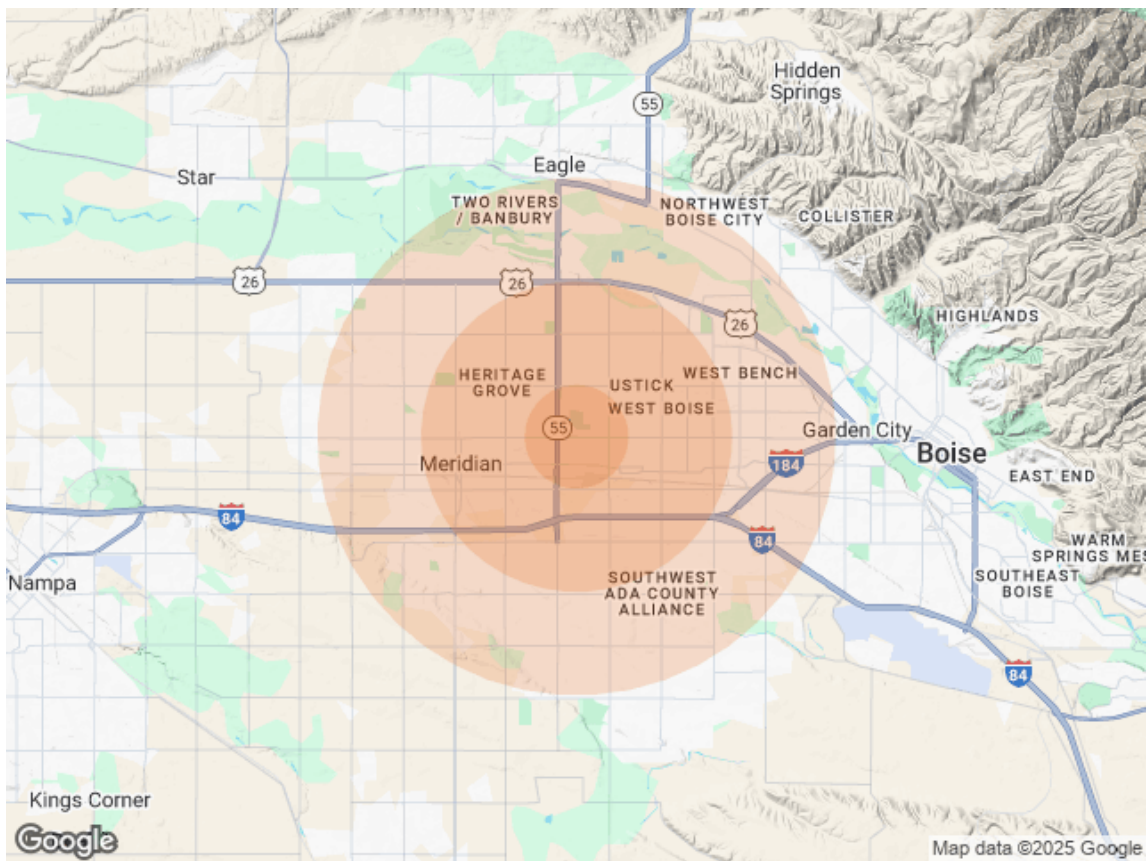 Hidden
Springs
55
Eagle
Star
TWO RIVERS
/ BANBURY
NORTHWEST
BOISE CITY
COLLISTER
26
26
26
HIGHLANDS
HERITAGE
GROVE
USTICK
WEST BENCH
WEST BOISE
55
Garden City
Boise
Meridian
184
EAST END
84
84
WARM
SPRINGS MES
Nampa
SOUTHWEST
ADA COUNTY
ALLIANCE
SOUTHEAST
BOISE
84
Kings Corner
Google
Map data ©2025 Google